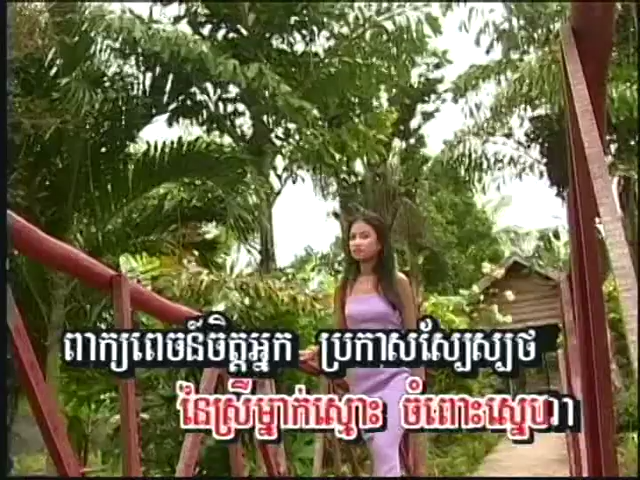 ពាក្យពេចន៍ចិត្តអ្នក ប្រកាសស្បែស្បថ
នៃស្រីម្នាក់ស្មោះ ចំពោះស្នេហា